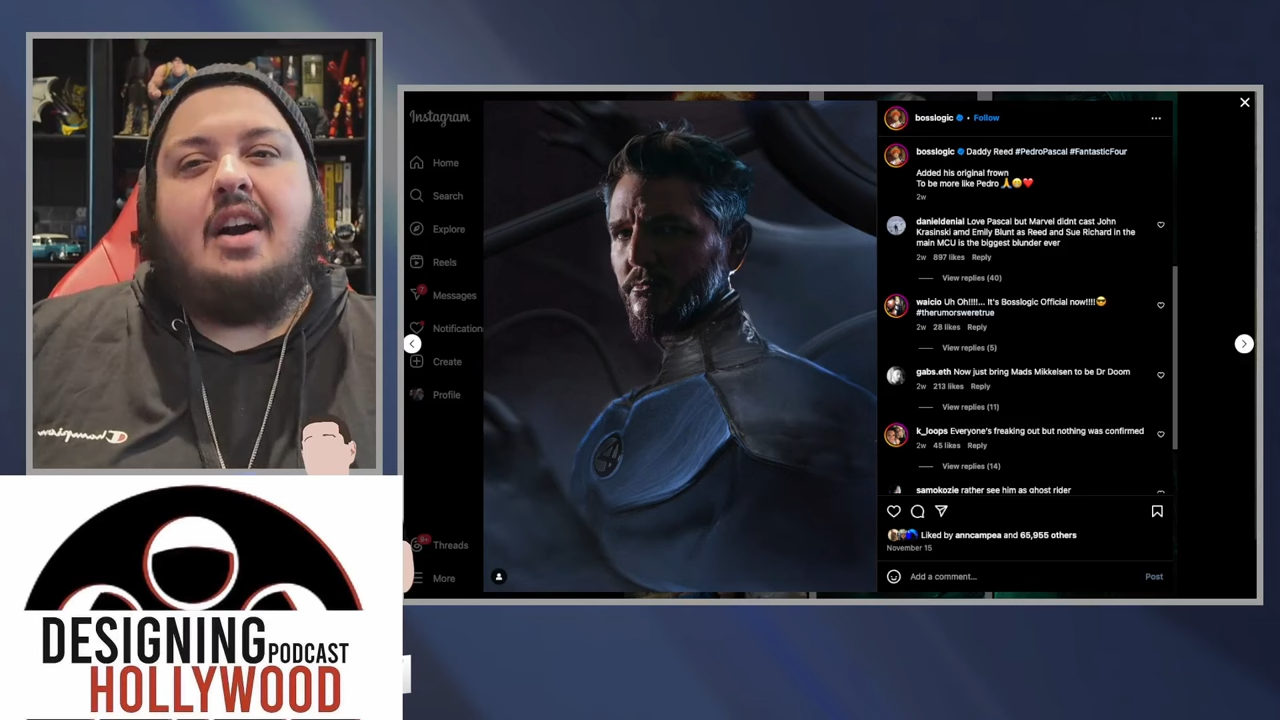 Champion
DESIGNING PODCAST
HOLLYWOOD
Instagram
Home
Search
Explore
Reels
7
Messages
Notification
Create
Profile
9+
Threads
More
4
bosslogic • Follow
bosslogic Daddy Reed #PedroPascal #FantasticFour
Added his original frown
To be more like Pedro 🙏😁❤️
2w
danieldenial Love Pascal but Marvel didnt cast John
Krasinski amd Emily Blunt as Reed and Sue Richard in the
main MCU is the biggest blunder ever
2w 897 likes Reply
View replies (40)
waicio Uh Oh!!!!... It's Bosslogic Official now!!!!😎
#therumorsweretrue
2w 28 likes Reply
View replies (5)
gabs.eth Now just bring Mads Mikkelsen to be Dr Doom
2w 213 likes Reply
View replies (11)
k_loops Everyone's freaking out but nothing was confirmed
2w 45 likes Reply
View replies (14)
samokozie rather see him as ghost rider
Liked by anncampea and 65,955 others
November 15
Add a comment...
Post